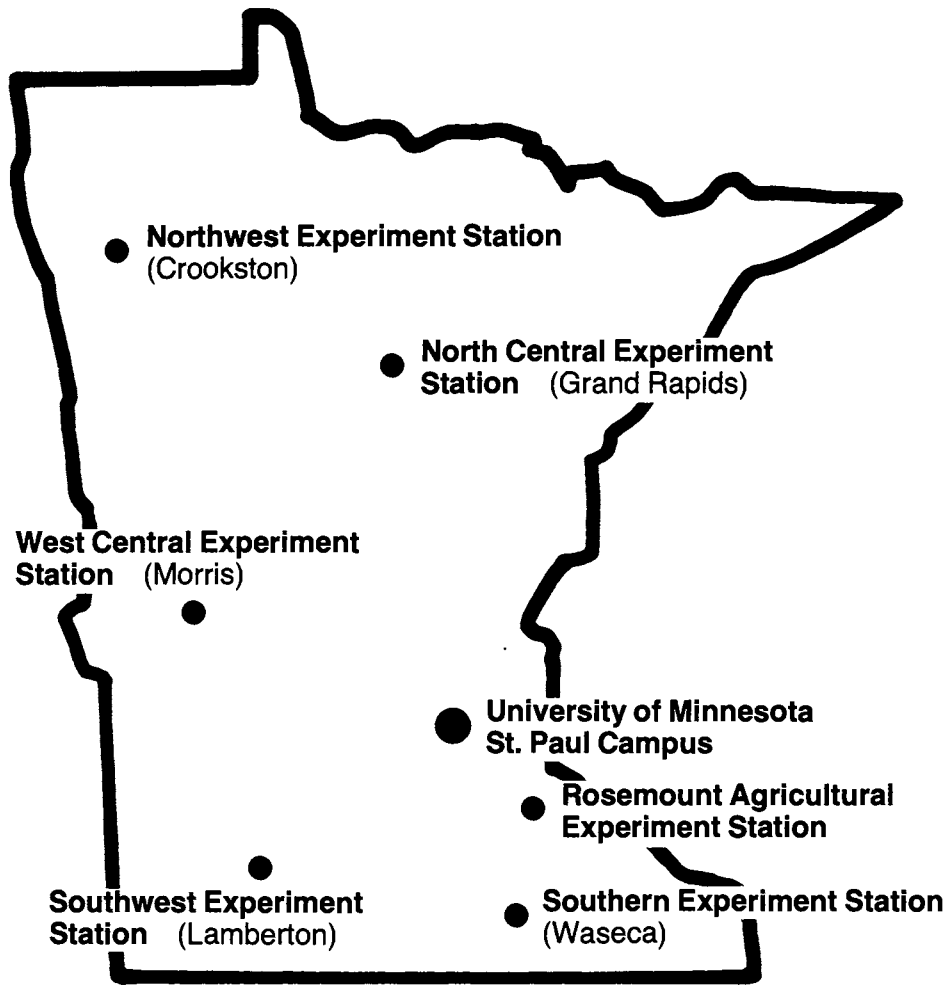 Northwest Experiment Station
(Crookston)
North Central Experiment
Station (Grand Rapids)
West Central Experiment
Station (Morris)
University of Minnesota
St. Paul Campus
Rosemount Agricultural
Experiment Station
Southwest Experiment
Station (Lamberton)
Southern Experiment Station
(Waseca)